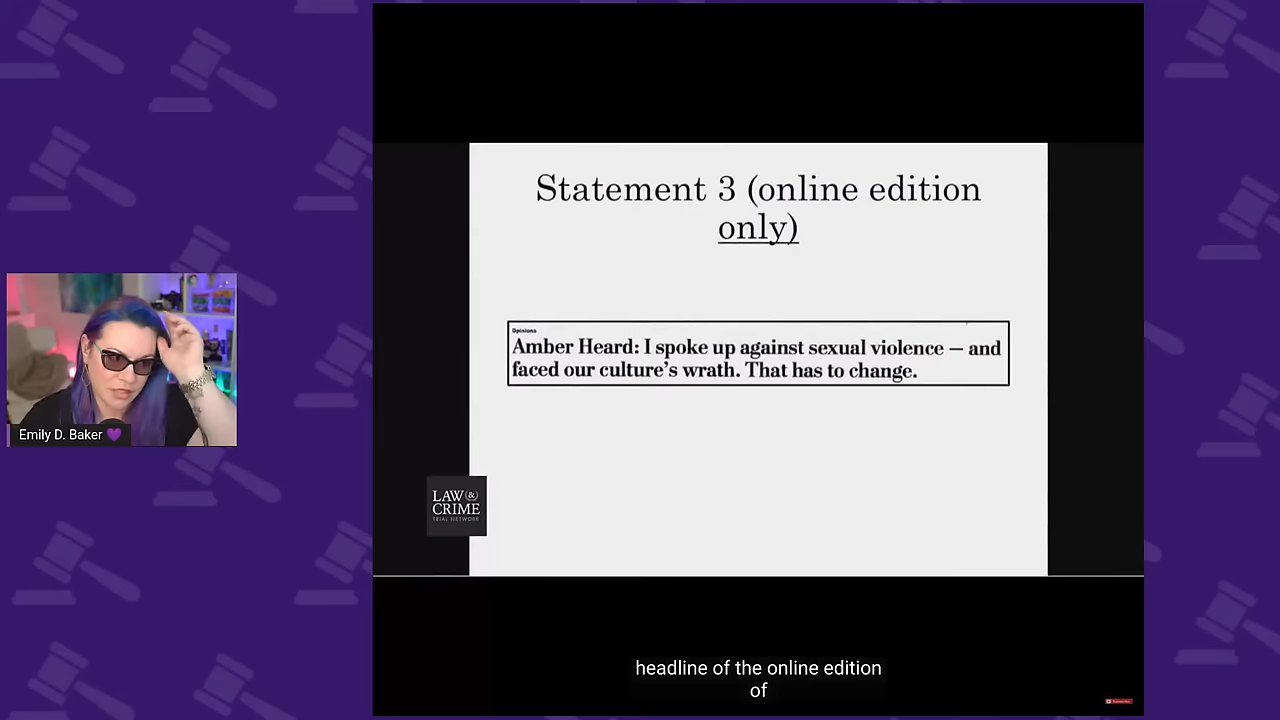 Statement 3 (online edition
only)
Opinions
Amber Heard: I spoke up against sexual violence — and
faced our culture's wrath. That has to change.
Emily D. Baker 💜
LAW &
CRIME
TRIAL NETWORK
headline of the online edition
of